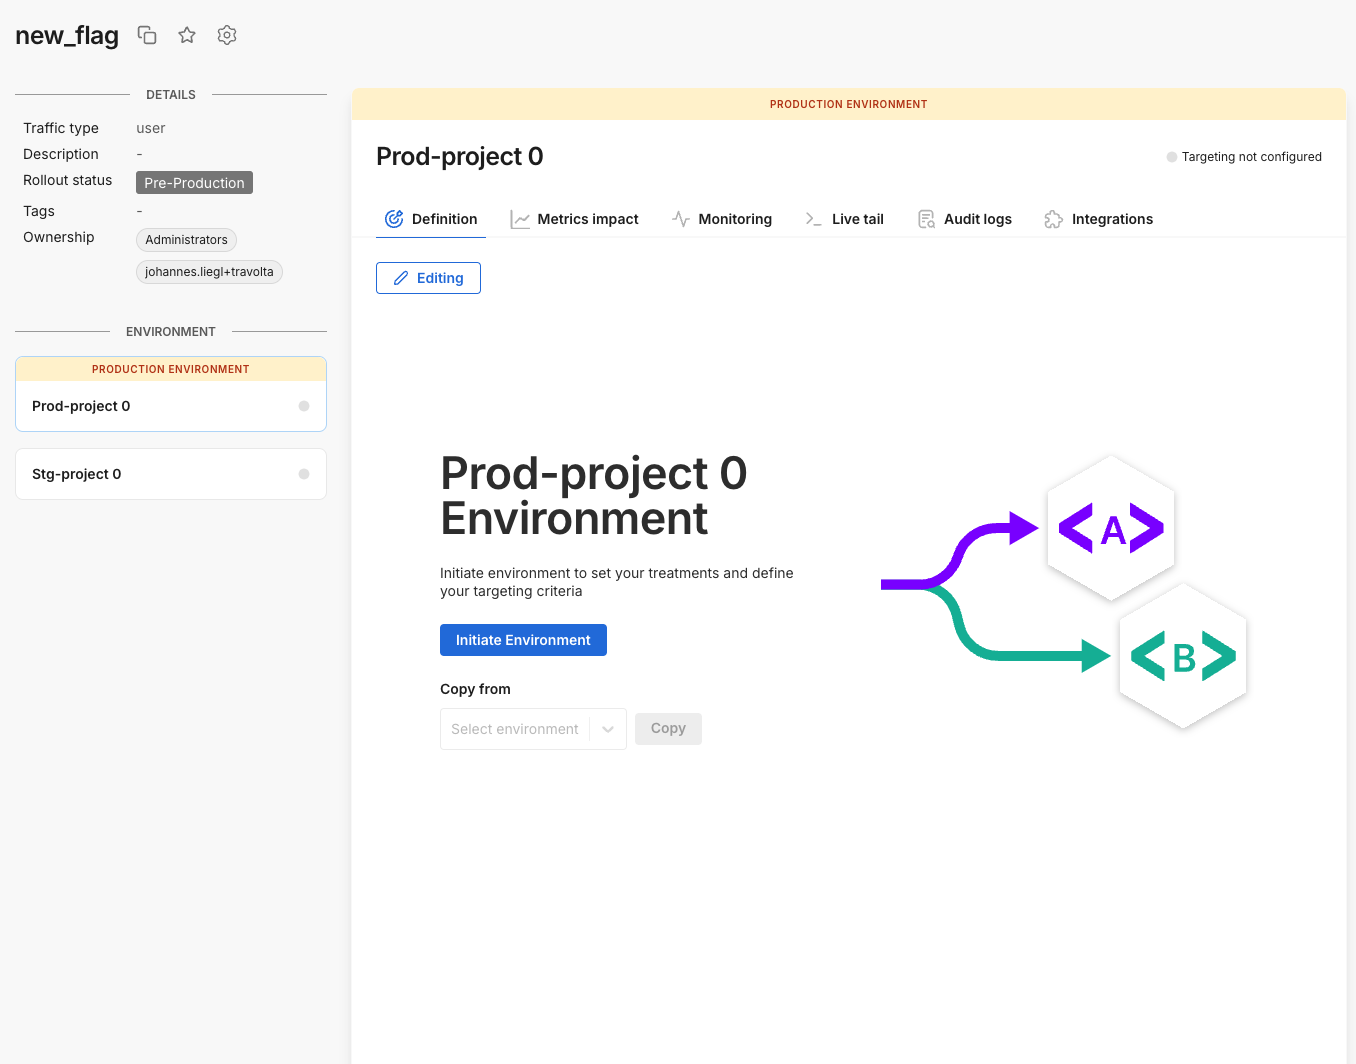 new_flag
DETAILS
Traffic type user
Description -
Rollout status Pre-Production
Tags -
Ownership Administrators
johannes.liegl+travolta
ENVIRONMENT
PRODUCTION ENVIRONMENT
Prod-project 0
Stg-project 0
PRODUCTION ENVIRONMENT
Prod-project 0
Targeting not configured
Definition Metrics impact Monitoring Live tail Audit logs Integrations
Editing
Prod-project 0
Environment
Initiate environment to set your treatments and define
your targeting criteria
Initiate Environment
Copy from
Select environment Copy
<A>
<B>